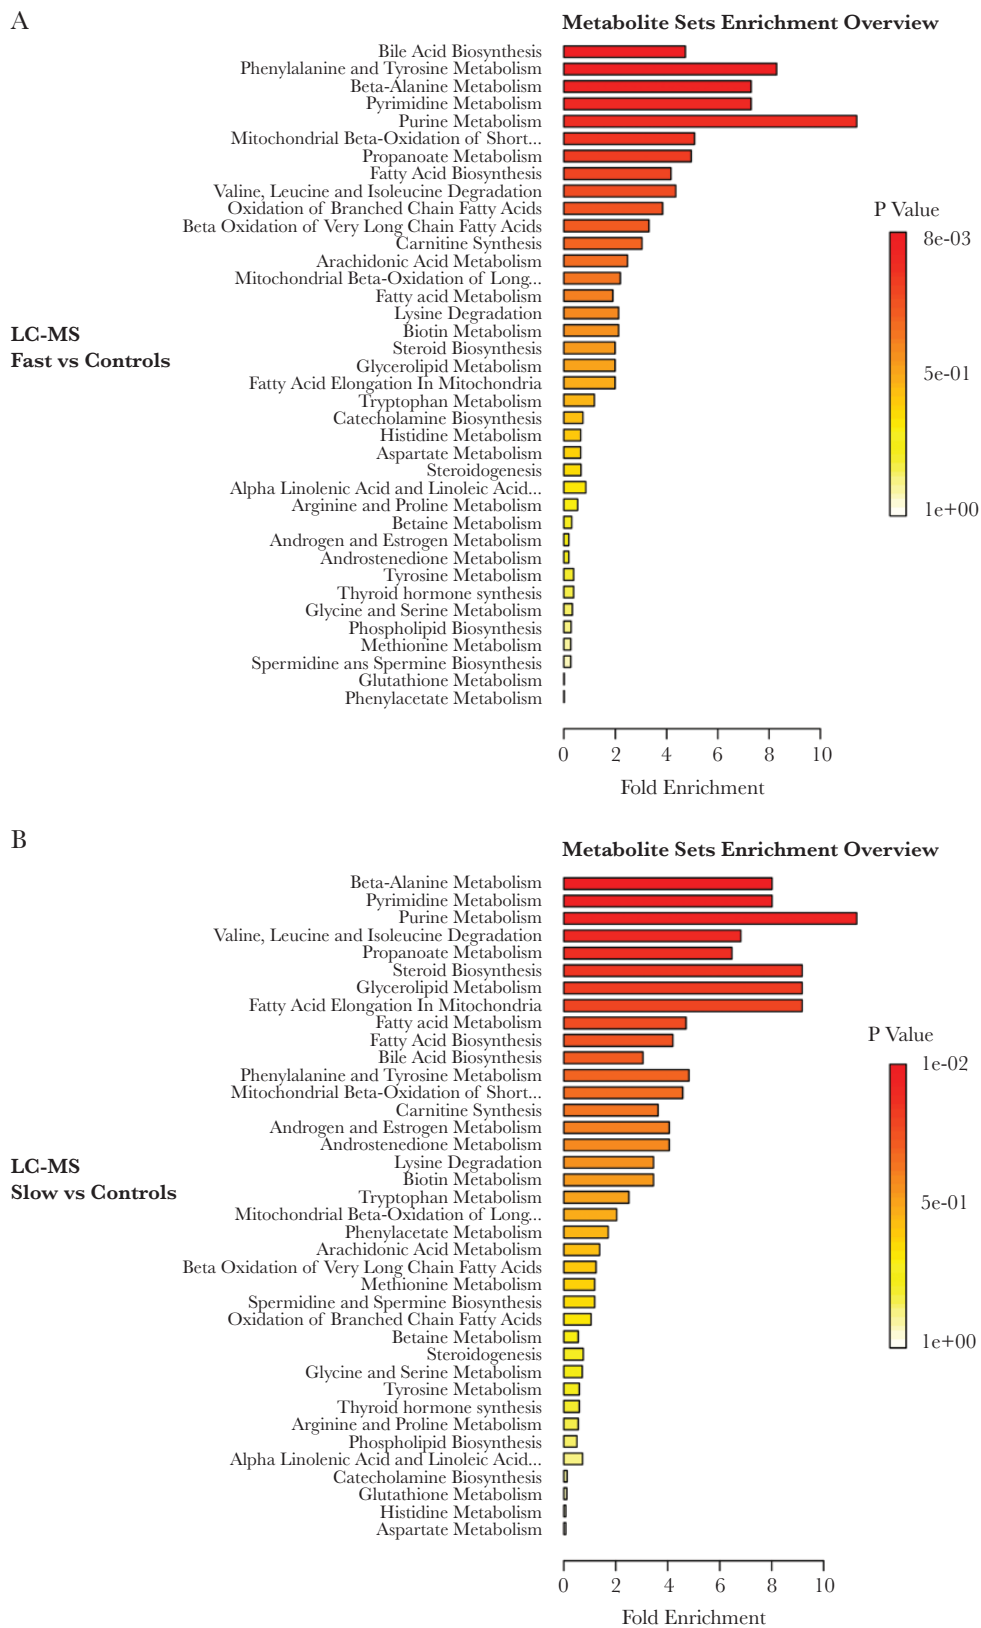 A
Metabolite Sets Enrichment Overview
Bile Acid Biosynthesis
Phenylalanine and Tyrosine Metabolism
Beta-Alanine Metabolism
Pyrimidine Metabolism
Purine Metabolism
Mitochondrial Beta-Oxidation of Short...
Propanoate Metabolism
Fatty Acid Biosynthesis
Valine, Leucine and Isoleucine Degradation
Oxidation of Branched Chain Fatty Acids
Beta Oxidation of Very Long Chain Fatty Acids
Carnitine Synthesis
Arachidonic Acid Metabolism
Mitochondrial Beta-Oxidation of Long...
Fatty acid Metabolism
Lysine Degradation
Biotin Metabolism
Steroid Biosynthesis
Glycerolipid Metabolism
Fatty Acid Elongation In Mitochondria
Tryptophan Metabolism
Catecholamine Biosynthesis
Histidine Metabolism
Aspartate Metabolism
Steroidogenesis
Alpha Linolenic Acid and Linoleic Acid...
Arginine and Proline Metabolism
Betaine Metabolism
Androgen and Estrogen Metabolism
Androstenedione Metabolism
Tyrosine Metabolism
Thyroid hormone synthesis
Glycine and Serine Metabolism
Phospholipid Biosynthesis
Methionine Metabolism
Spermidine ans Spermine Biosynthesis
Glutathione Metabolism
Phenylacetate Metabolism
LC-MS
Fast vs Controls
P Value
8e-03
5e-01
1e+00
0 2 4 6 8 10
Fold Enrichment
B
Metabolite Sets Enrichment Overview
Beta-Alanine Metabolism
Pyrimidine Metabolism
Purine Metabolism
Valine, Leucine and Isoleucine Degradation
Propanoate Metabolism
Steroid Biosynthesis
Glycerolipid Metabolism
Fatty Acid Elongation In Mitochondria
Fatty acid Metabolism
Fatty Acid Biosynthesis
Bile Acid Biosynthesis
Phenylalanine and Tyrosine Metabolism
Mitochondrial Beta-Oxidation of Short...
Carnitine Synthesis
Androgen and Estrogen Metabolism
Androstenedione Metabolism
Lysine Degradation
Biotin Metabolism
Tryptophan Metabolism
Mitochondrial Beta-Oxidation of Long...
Phenylacetate Metabolism
Arachidonic Acid Metabolism
Beta Oxidation of Very Long Chain Fatty Acids
Methionine Metabolism
Spermidine and Spermine Biosynthesis
Oxidation of Branched Chain Fatty Acids
Betaine Metabolism
Steroidogenesis
Glycine and Serine Metabolism
Tyrosine Metabolism
Thyroid hormone synthesis
Arginine and Proline Metabolism
Phospholipid Biosynthesis
Alpha Linolenic Acid and Linoleic Acid...
Catecholamine Biosynthesis
Glutathione Metabolism
Histidine Metabolism
Aspartate Metabolism
LC-MS
Slow vs Controls
P Value
1e-02
5e-01
1e+00
0 2 4 6 8 10
Fold Enrichment